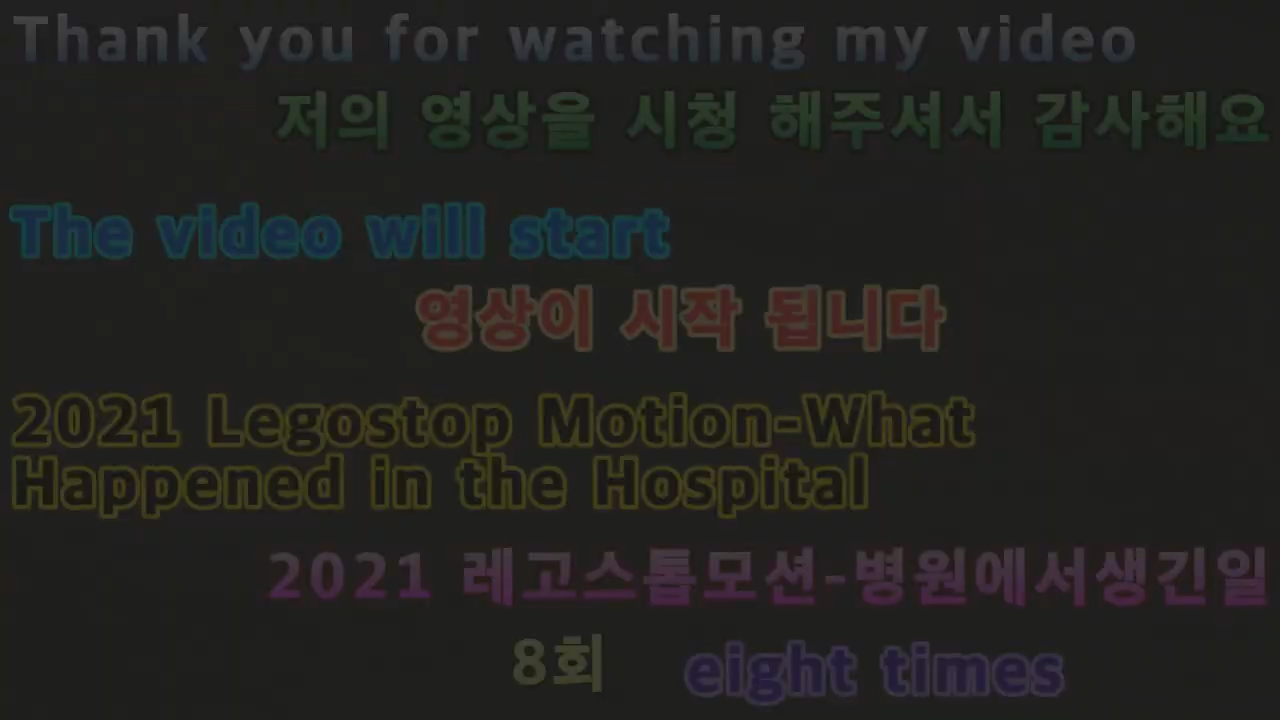 Thank you for watching my video
저의 영상을 시청 해주셔서 감사해요
The video will start
영상이 시작 됩니다
2021 Legostop Motion-What
Happened in the Hospital
2021 레고스톱모션-병원에서생긴일
8회 eight times